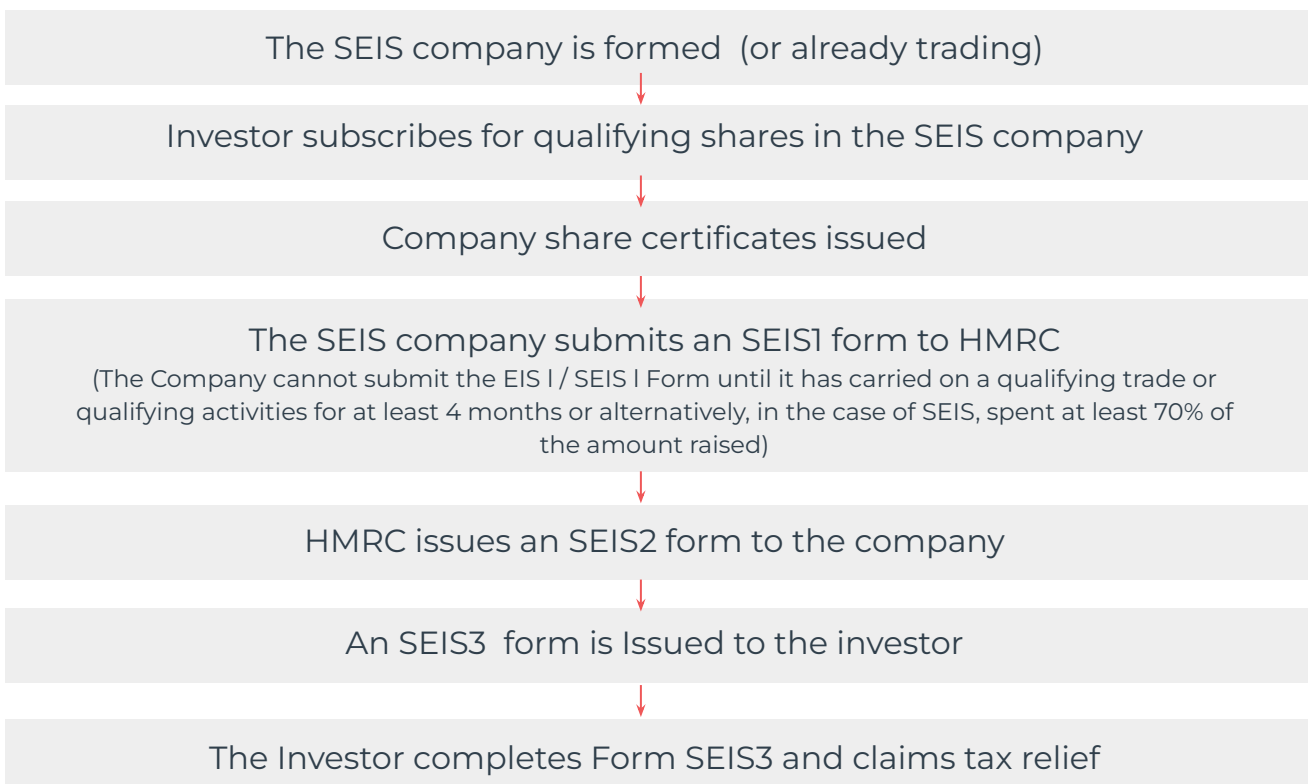 The SEIS company is formed  (or already trading)
Investor subscribes for qualifying shares in the SEIS company
Company share certificates issued
The SEIS company submits an SEIS1 form to HMRC
(The Company cannot submit the EIS l / SEIS l Form until it has carried on a qualifying trade or
qualifying activities for at least 4 months or alternatively, in the case of SEIS, spent at least 70% of
the amount raised)
HMRC issues an SEIS2 form to the company
An SEIS3  form is Issued to the investor
The Investor completes Form SEIS3 and claims tax relief